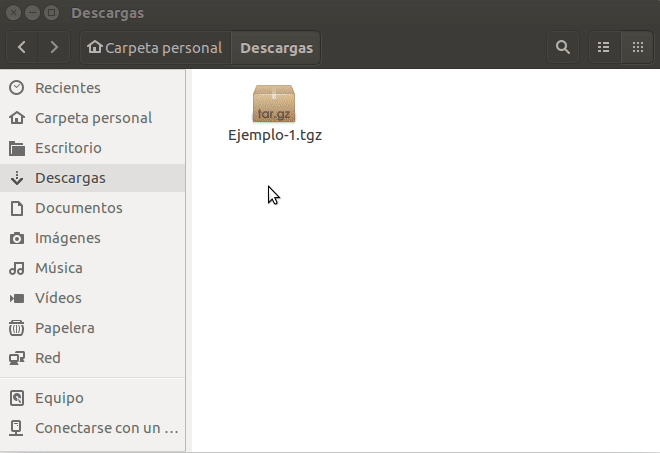 Descargas
Carpeta personal Descargas
Recientes
Carpeta personal
Escritorio
Descargas
Documentos
Imágenes
Música
Vídeos
Papelera
Red
Equipo
Conectarse con un ...
tar.gz
Ejemplo-1.tgz